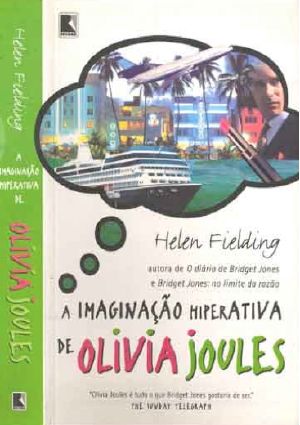 Helen Fielding
A
IMAGINAÇÃO
HIPERATIVA
DE
OLIVIA JOULES
RECORD
Helen Fielding
autora de O diário de Bridget Jones
e Bridget Jones: no limite da razão
A IMAGINAÇÃO HIPERATIVA
DE OLIVIA JOULES
"Olivia Joules é tudo o que Bridget Jones gostaria de ser."
THE SUNDAY TELEGRAPH